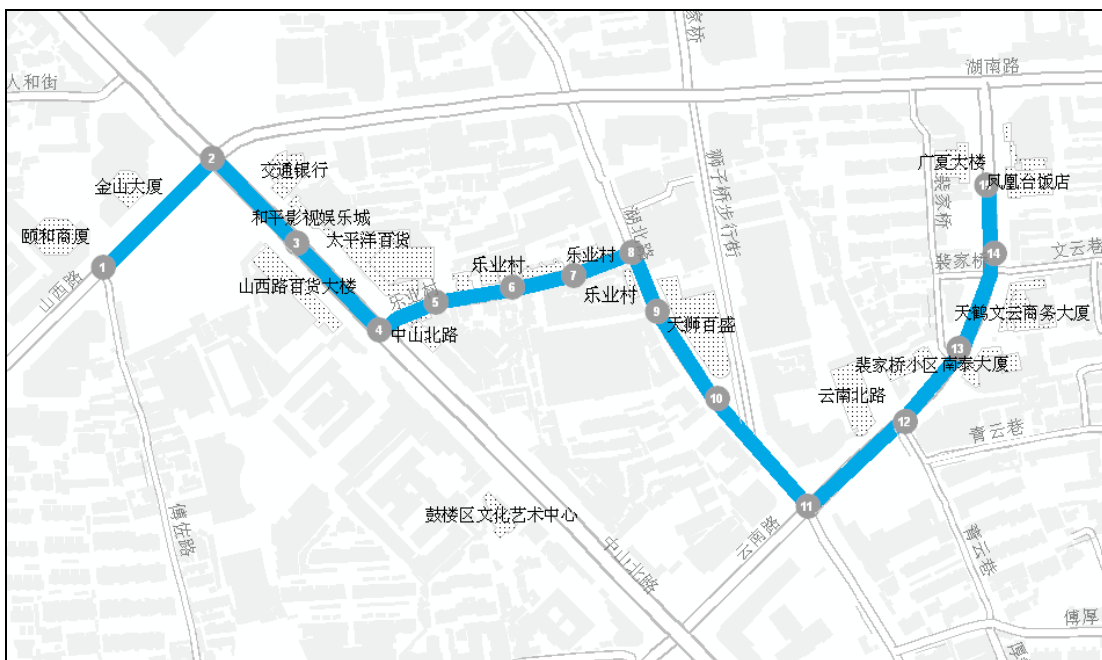 家桥
湖南路
人和街
狮子桥步行街
广夏大楼
2
交通银行
裴家桥
凤凰台饭店
金山大厦
和平影视娱乐城
湖北路
颐和商厦
3
太平洋百货
8
乐业村
14
文云巷
1
乐业村
7
裴家桥
山西路
山西路百货大楼
乐业村
5
6
乐业村
9
天鹤文云商务大厦
4
中山北路
天狮百盛
13
裴家桥小区
南泰大厦
云南北路
10
12
青云巷
鼓楼区文化艺术中心
11
傅佐路
中山北路
云南路
青云巷
傅厚
厚